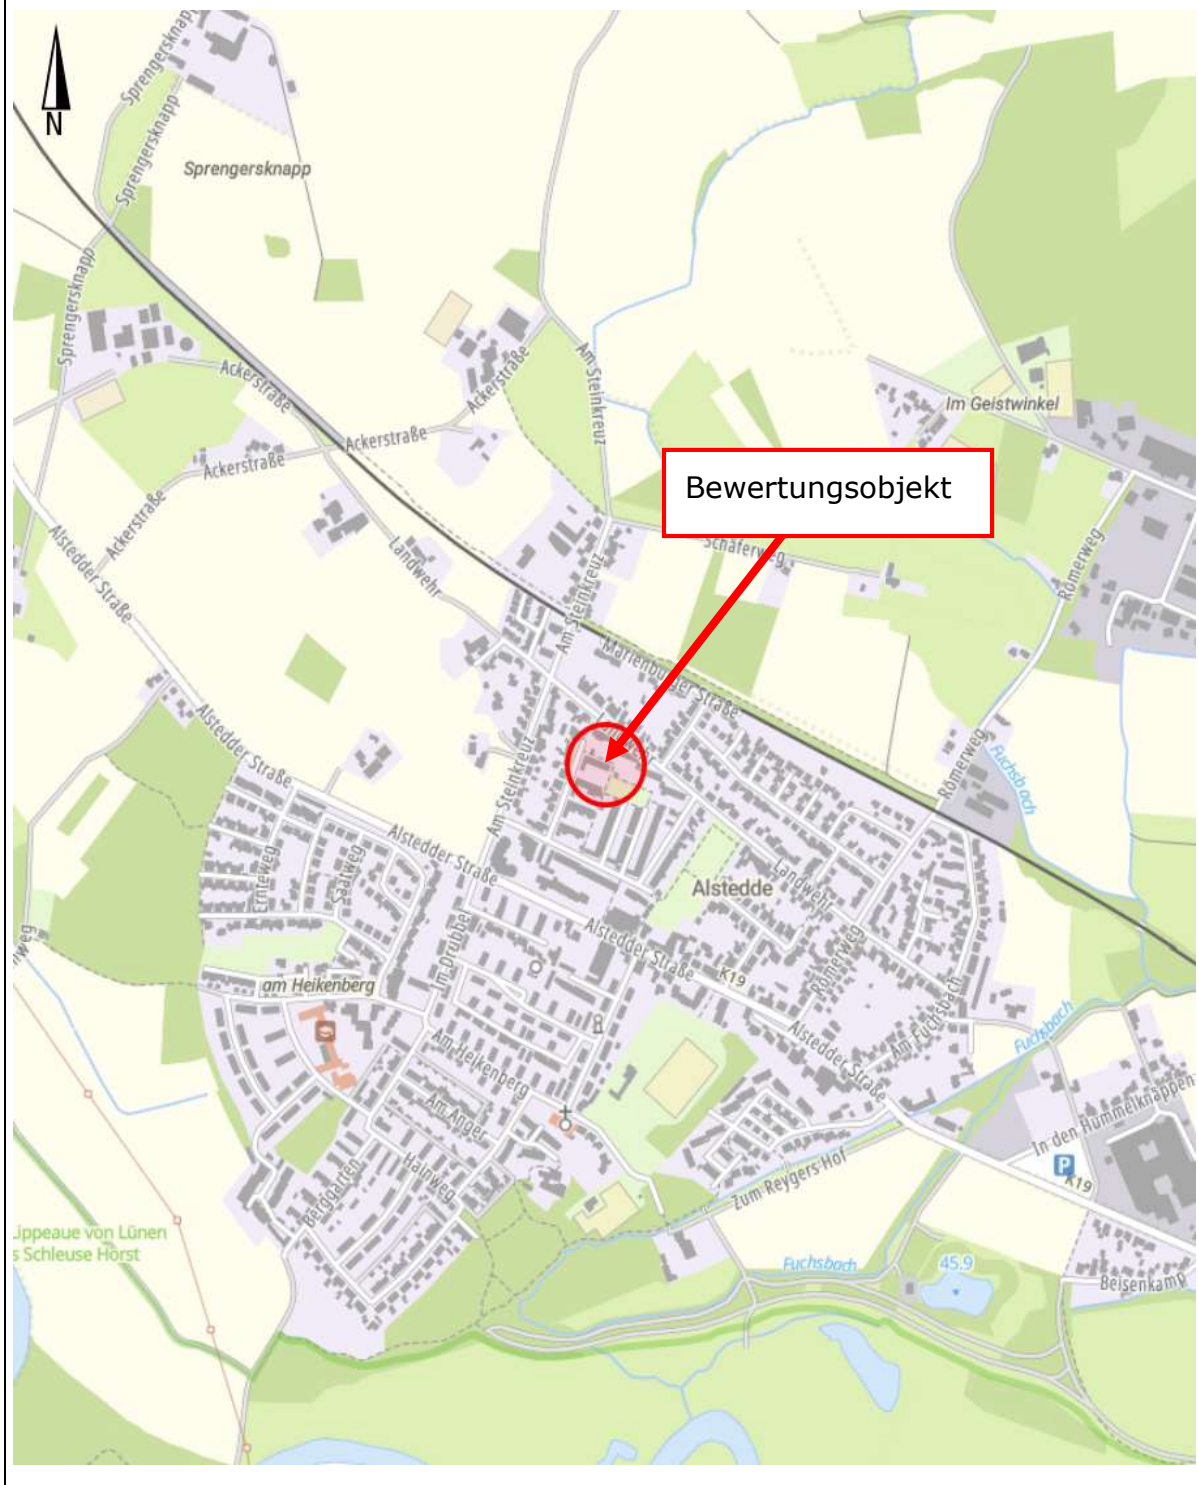 Sprengersknapp
Sprengersknapp
Sprengersknapp
N
Sprengersknapp
Am Steinkreuz
Ackerstraße
Ackerstraße
Im Geistwinkel
Ackerstraße
Ackerstraße
Ackerstraße
Bewertungsobjekt
Alstedder Straße
Landwehr
Schäferweg
Römerweg
Am Steinkreuz
Marienburger Straße
Alstedder Straße
Am Steinkreuz
Römerweg
Fuchsbach
Alstedder Straße
Ernteweg
Saatweg
Alstedde
Landwehr
Alstedder Straße
K19
Römerweg
Im Drubbel
am Heikenberg
Am Heikenberg
Alstedder Straße
Am Fuchsbach
Fuchsbach
Am Anger
In den Hummelknäppen
P
K19
Hainweg
Berggarten
Zum Reygers Hof
Lippeaue von Lünen
s Schleuse Horst
Fuchsbach
45.9
Beisenkamp